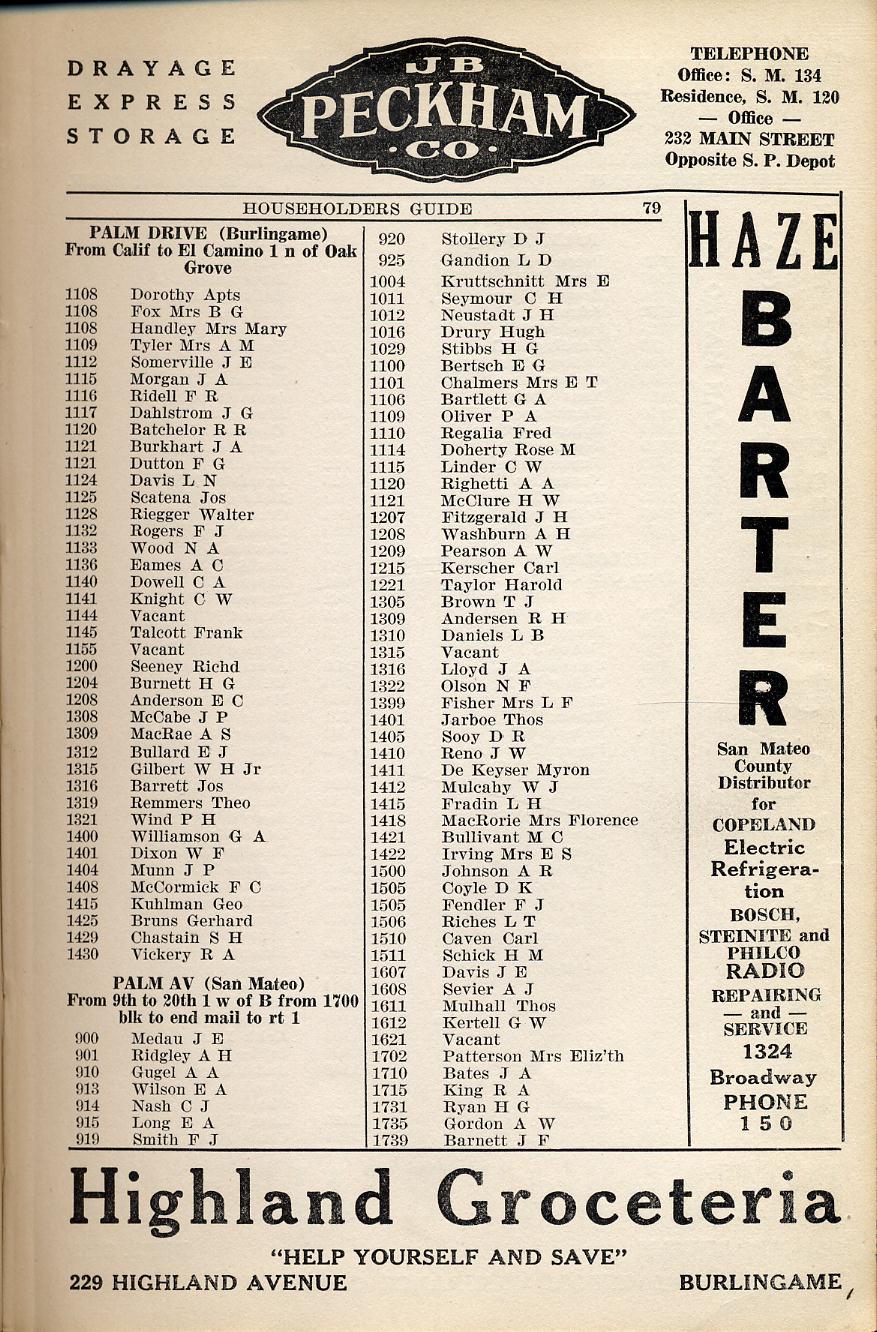 DRAYAGE
EXPRESS
STORAGE
JB
PECKHAM
·CO·
TELEPHONE
Office: S. M. 134
Residence, S. M. 120
— Office —
232 MAIN STREET
Opposite S. P. Depot
HOUSEHOLDERS GUIDE 79
PALM DRIVE (Burlingame)
From Calif to El Camino 1 n of Oak
Grove
1108 Dorothy Apts
1108 Fox Mrs B G
1108 Handley Mrs Mary
1109 Tyler Mrs A M
1112 Somerville J E
1115 Morgan J A
1116 Ridell F R
1117 Dahlstrom J G
1120 Batchelor R R
1121 Burkhart J A
1121 Dutton F G
1124 Davis L N
1125 Scatena Jos
1128 Riegger Walter
1132 Rogers F J
1133 Wood N A
1136 Eames A C
1140 Dowell C A
1141 Knight C W
1144 Vacant
1145 Talcott Frank
1155 Vacant
1200 Seeney Richd
1204 Burnett H G
1208 Anderson E C
1308 McCabe J P
1309 MacRae A S
1312 Bullard E J
1315 Gilbert W H Jr
1316 Barrett Jos
1319 Remmers Theo
1321 Wind P H
1400 Williamson G A
1401 Dixon W F
1404 Munn J P
1408 McCormick F C
1415 Kuhlman Geo
1425 Bruns Gerhard
1429 Chastain S H
1430 Vickery R A
PALM AV (San Mateo)
From 9th to 20th 1 w of B from 1700
blk to end mail to rt 1
900 Medau J E
901 Ridgley A H
910 Gugel A A
913 Wilson E A
914 Nash C J
915 Long E A
919 Smith F J
920 Stollery D J
925 Gandion L D
1004 Kruttschnitt Mrs E
1011 Seymour C H
1012 Neustadt J H
1016 Drury Hugh
1029 Stibbs H G
1100 Bertsch E G
1101 Chalmers Mrs E T
1106 Bartlett G A
1109 Oliver P A
1110 Regalia Fred
1114 Doherty Rose M
1115 Linder C W
1120 Righetti A A
1121 McClure H W
1207 Fitzgerald J H
1208 Washburn A H
1209 Pearson A W
1215 Kerscher Carl
1221 Taylor Harold
1305 Brown T J
1309 Andersen R H
1310 Daniels L B
1315 Vacant
1316 Lloyd J A
1322 Olson N F
1399 Fisher Mrs L F
1401 Jarboe Thos
1405 Sooy D R
1410 Reno J W
1411 De Keyser Myron
1412 Mulcahy W J
1415 Fradin L H
1418 MacRorie Mrs Florence
1421 Bullivant M C
1422 Irving Mrs E S
1500 Johnson A R
1505 Coyle D K
1505 Fendler F J
1506 Riches L T
1510 Caven Carl
1511 Schick H M
1607 Davis J E
1608 Sevier A J
1611 Mulhall Thos
1612 Kertell G W
1621 Vacant
1702 Patterson Mrs Eliz'th
1710 Bates J A
1715 King R A
1731 Ryan H G
1735 Gordon A W
1739 Barnett J F
HAZE
B
A
R
T
E
R
San Mateo
County
Distributor
for
COPELAND
Electric
Refrigera-
tion
BOSCH,
STEINITE and
PHILCO
RADIO
REPAIRING
— and —
SERVICE
1324
Broadway
PHONE
150
Highland Groceteria
"HELP YOURSELF AND SAVE"
229 HIGHLAND AVENUE BURLINGAME